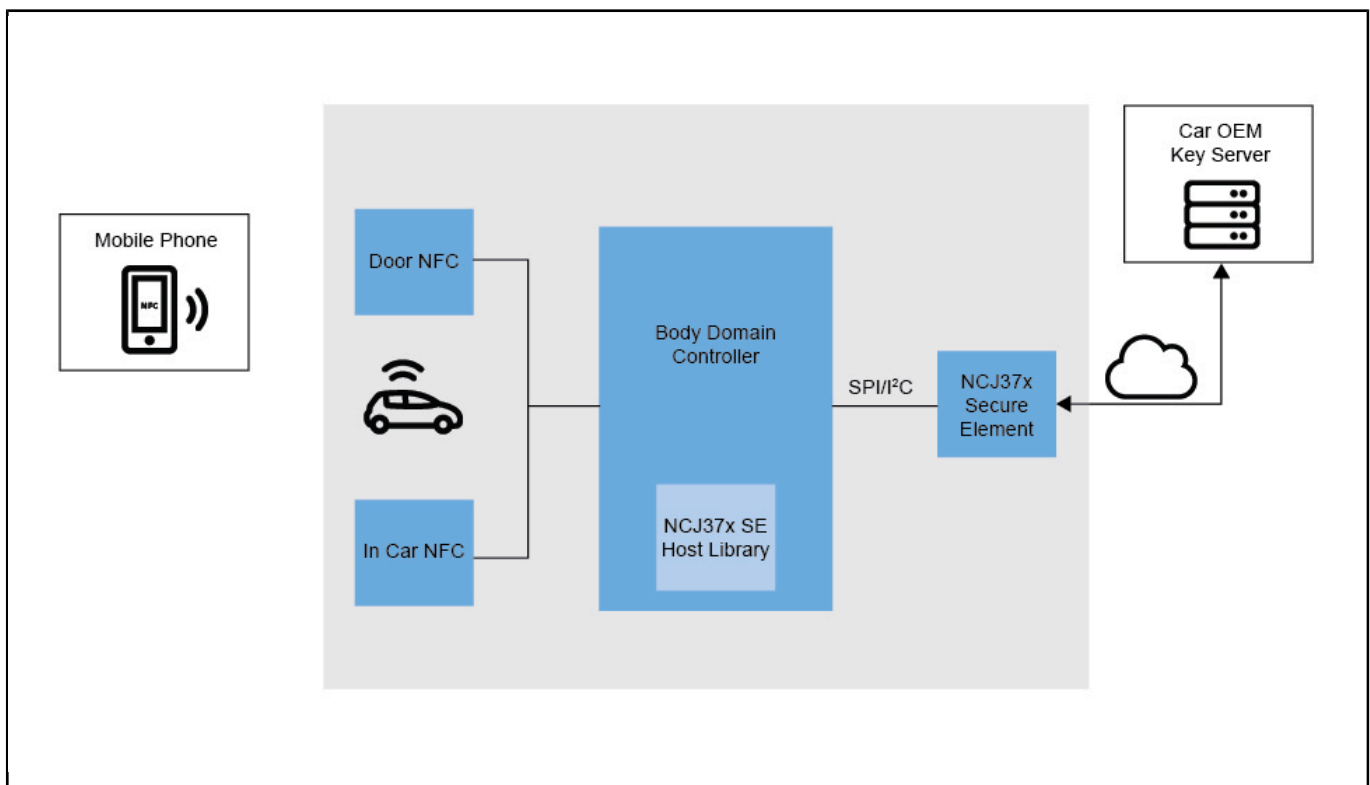 Mobile Phone
NFC
Door NFC
In Car NFC
Body Domain
Controller
NCJ37x SE
Host Library
SPI/I²C
NCJ37x
Secure
Element
Car OEM
Key Server